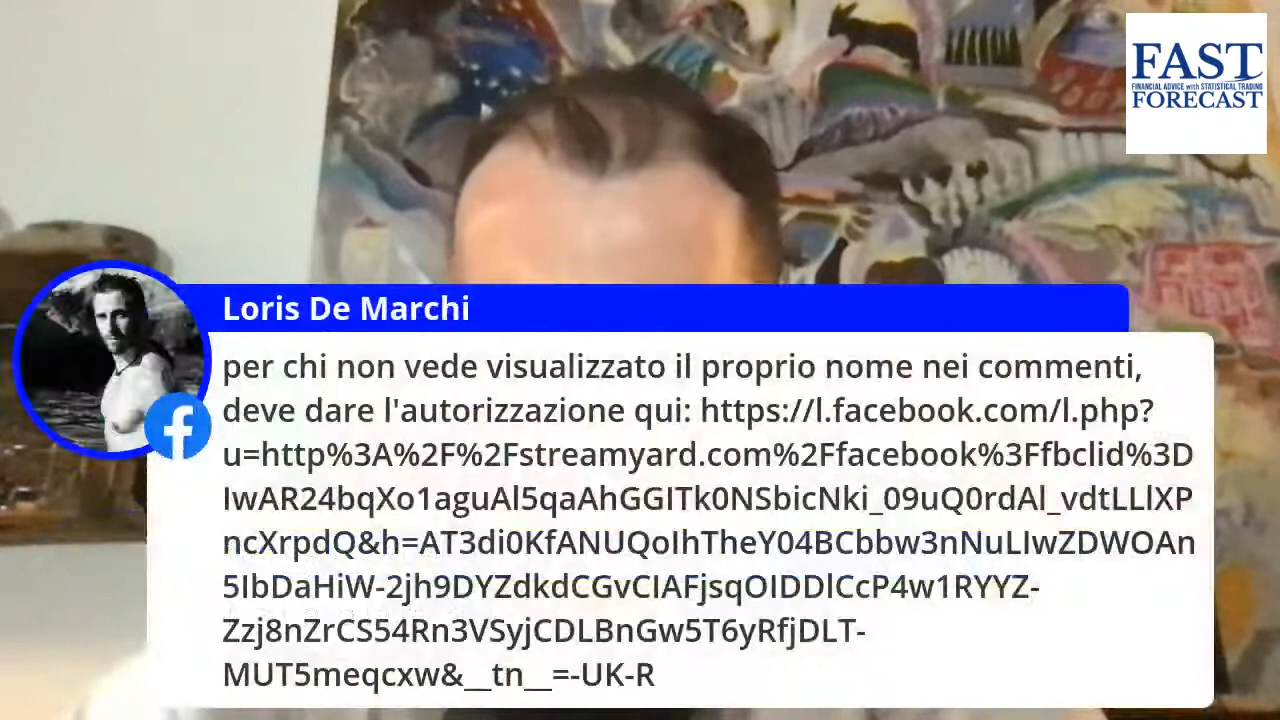 FAST
FINANCIAL ADVICE with STATISTICAL TRADING
FORECAST
Loris De Marchi
per chi non vede visualizzato il proprio nome nei commenti,
deve dare l'autorizzazione qui: https://l.facebook.com/l.php?
u=http%3A%2F%2Fstreamyard.com%2Ffacebook%3Ffbclid%3D
IwAR24bqXo1aguAl5qaAhGGITk0NSbicNki_09uQ0rdAl_vdtLLlXP
ncXrpdQ&h=AT3di0KfANUQoIhTheY04BCbbw3nNuLIwZDWOAn
5IbDaHiW-2jh9DYZdkdCGvCIAFjsqOIDDlCcP4w1RYYZ-
Zzj8nZrCS54Rn3VSyjCDLBnGw5T6yRfjDLT-
MUT5meqcxw&__tn__=-UK-R